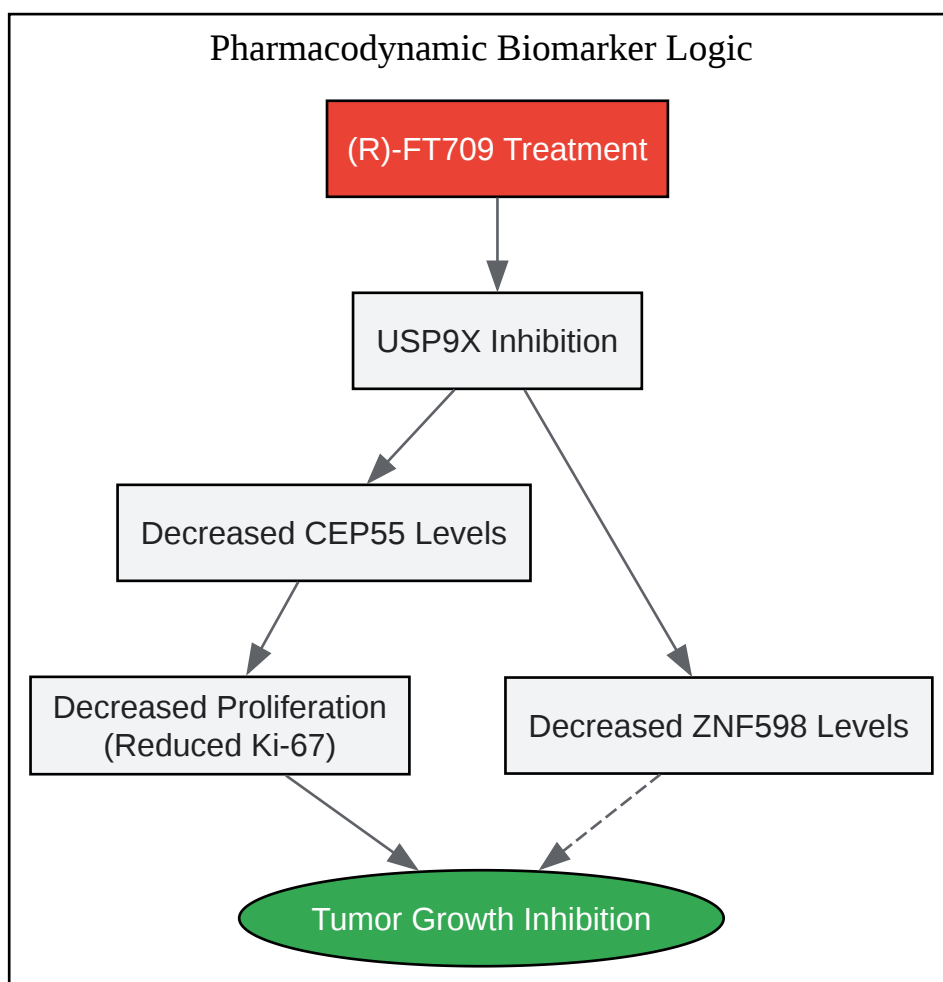 Pharmacodynamic Biomarker Logic
(R)-FT709 Treatment
USP9X Inhibition
Decreased CEP55 Levels
Decreased Proliferation
(Reduced Ki-67)
Decreased ZNF598 Levels
Tumor Growth Inhibition